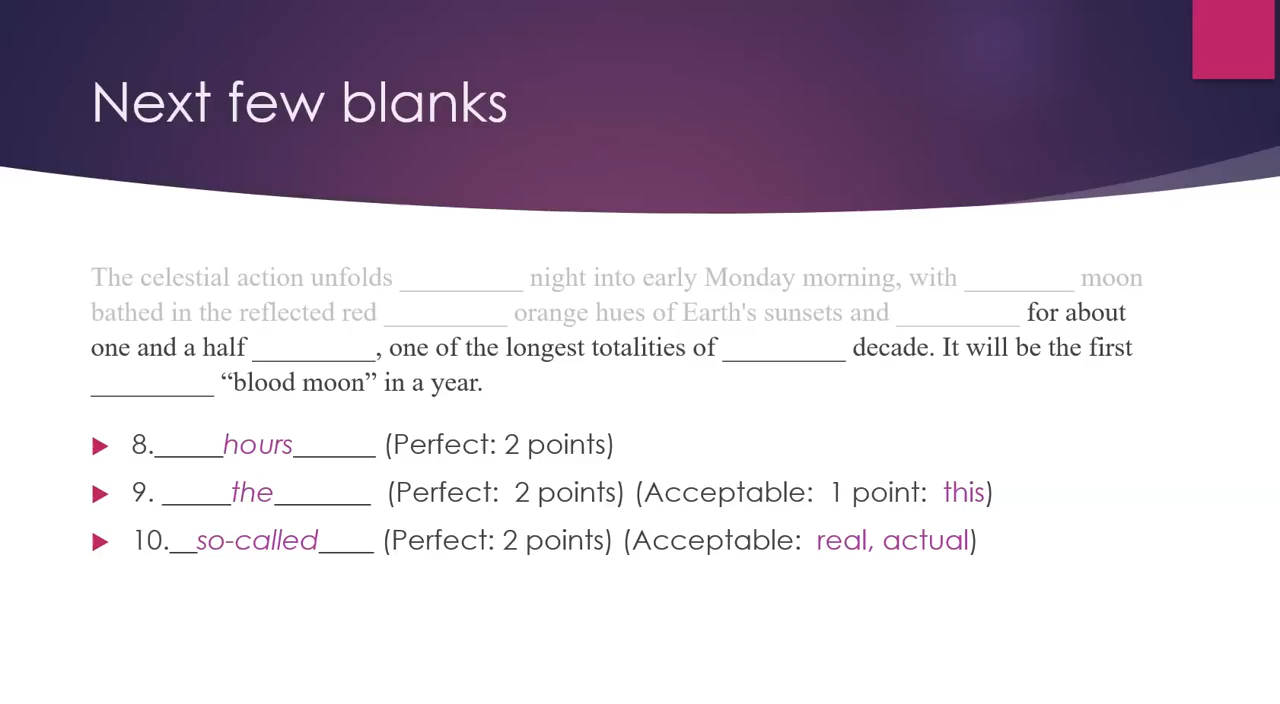 Next few blanks
The celestial action unfolds _________ night into early Monday morning, with ________ moon
bathed in the reflected red _________ orange hues of Earth's sunsets and _________ for about
one and a half _________, one of the longest totalities of _________ decade. It will be the first
_________ “blood moon” in a year.
8._____hours______ (Perfect: 2 points)
9. _____the_______ (Perfect:  2 points) (Acceptable:  1 point:  this)
10.__so-called____ (Perfect: 2 points) (Acceptable:  real, actual)